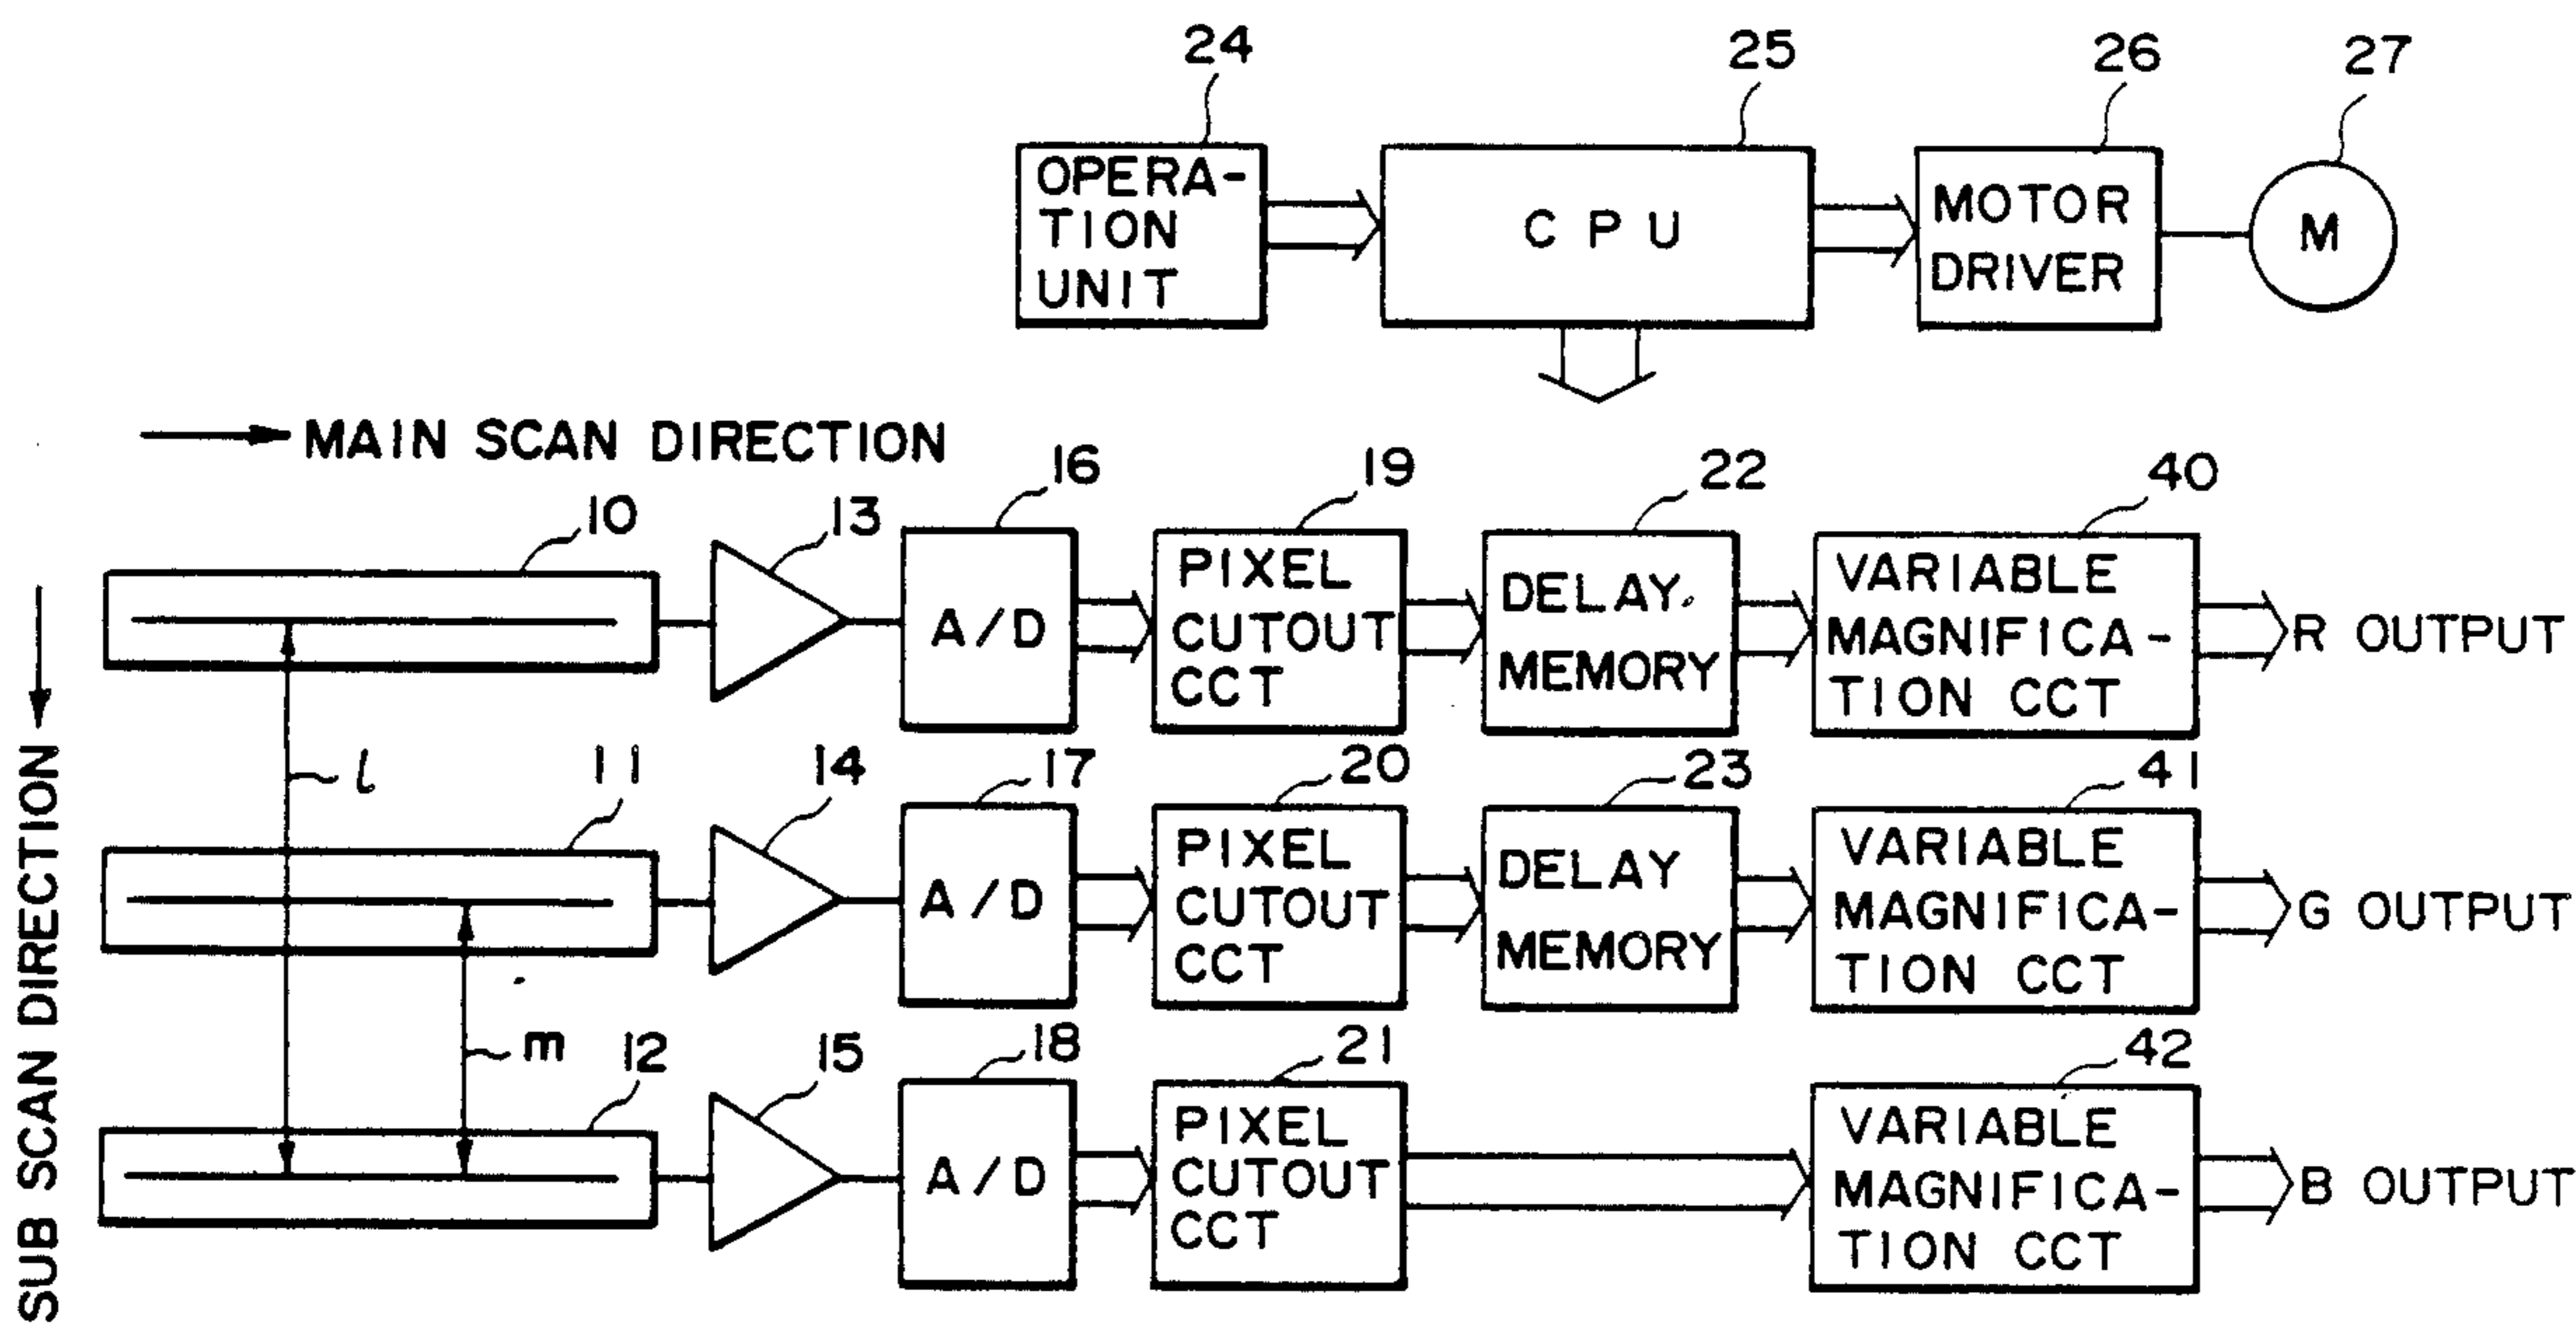 24
25
26
27
OPERA-
TION
UNIT
CPU
MOTOR
DRIVER
M
MAIN SCAN DIRECTION
SUB SCAN DIRECTION
10
13
16
19
22
40
A/D
PIXEL
CUTOUT
CCT
DELAY
MEMORY
VARIABLE
MAGNIFICA-
TION CCT
R OUTPUT
l
11
14
17
20
23
41
A/D
PIXEL
CUTOUT
CCT
DELAY
MEMORY
VARIABLE
MAGNIFICA-
TION CCT
G OUTPUT
m
12
15
18
21
42
A/D
PIXEL
CUTOUT
CCT
VARIABLE
MAGNIFICA-
TION CCT
B OUTPUT